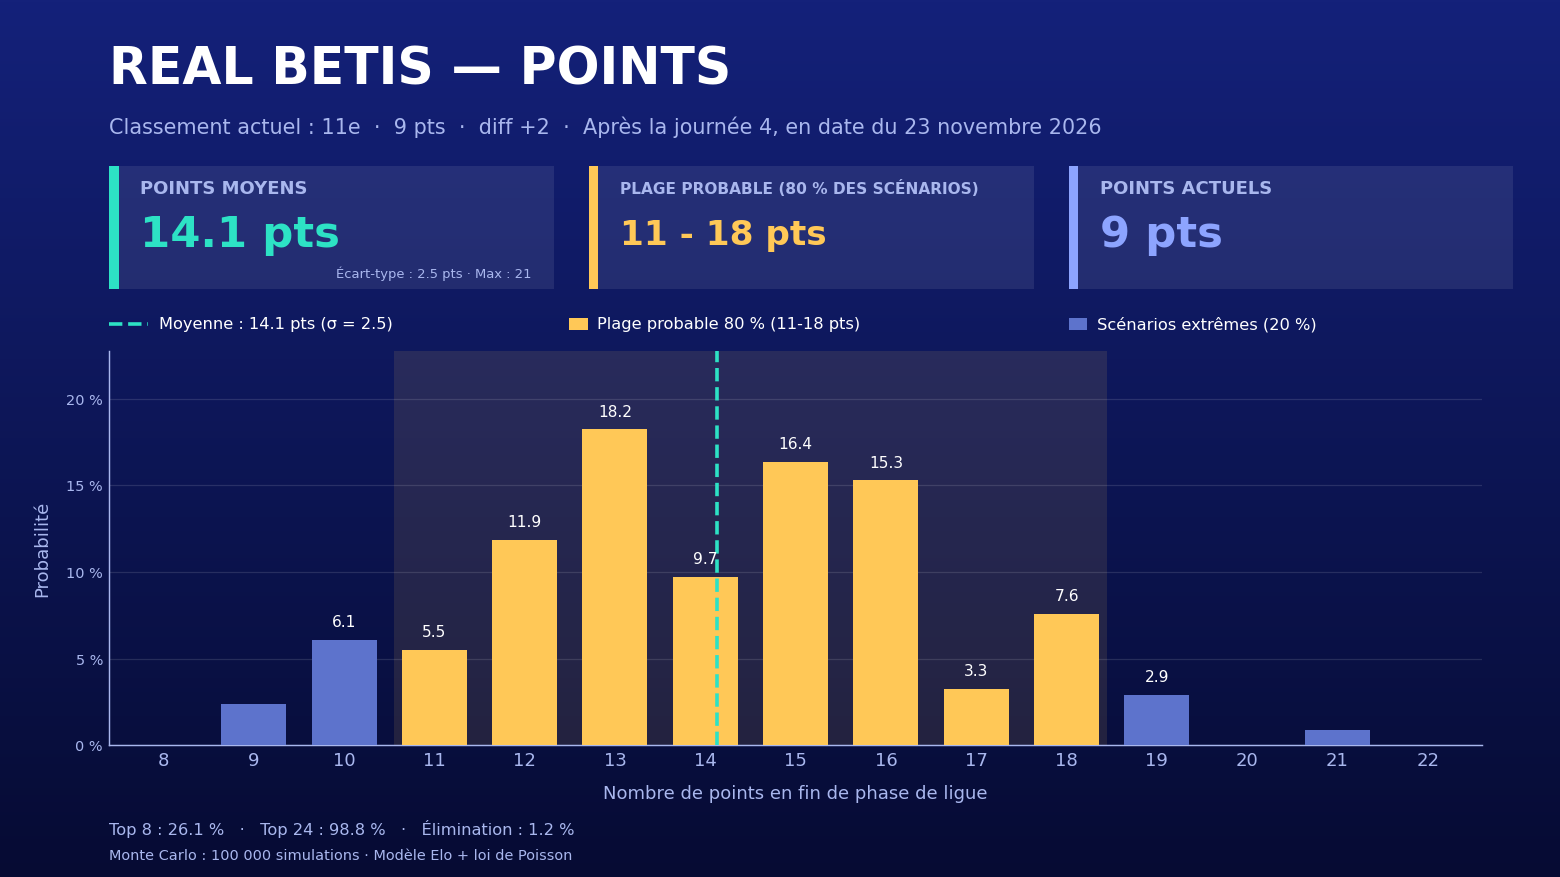 REAL BETIS — POINTS
Classement actuel : 11e · 9 pts · diff +2 · Après la journée 4, en date du 23 novembre 2026
POINTS MOYENS
14.1 pts
Écart-type : 2.5 pts · Max : 21
PLAGE PROBABLE (80 % DES SCÉNARIOS)
11 - 18 pts
POINTS ACTUELS
9 pts
Moyenne : 14.1 pts (σ = 2.5)
Plage probable 80 % (11-18 pts)
Scénarios extrêmes (20 %)
Probabilité
20 %
15 %
10 %
5 %
0 %
6.1
5.5
11.9
18.2
9.7
16.4
15.3
3.3
7.6
2.9
8 9 10 11 12 13 14 15 16 17 18 19 20 21 22
Nombre de points en fin de phase de ligue
Top 8 : 26.1 % · Top 24 : 98.8 % · Élimination : 1.2 %
Monte Carlo : 100 000 simulations · Modèle Elo + loi de Poisson